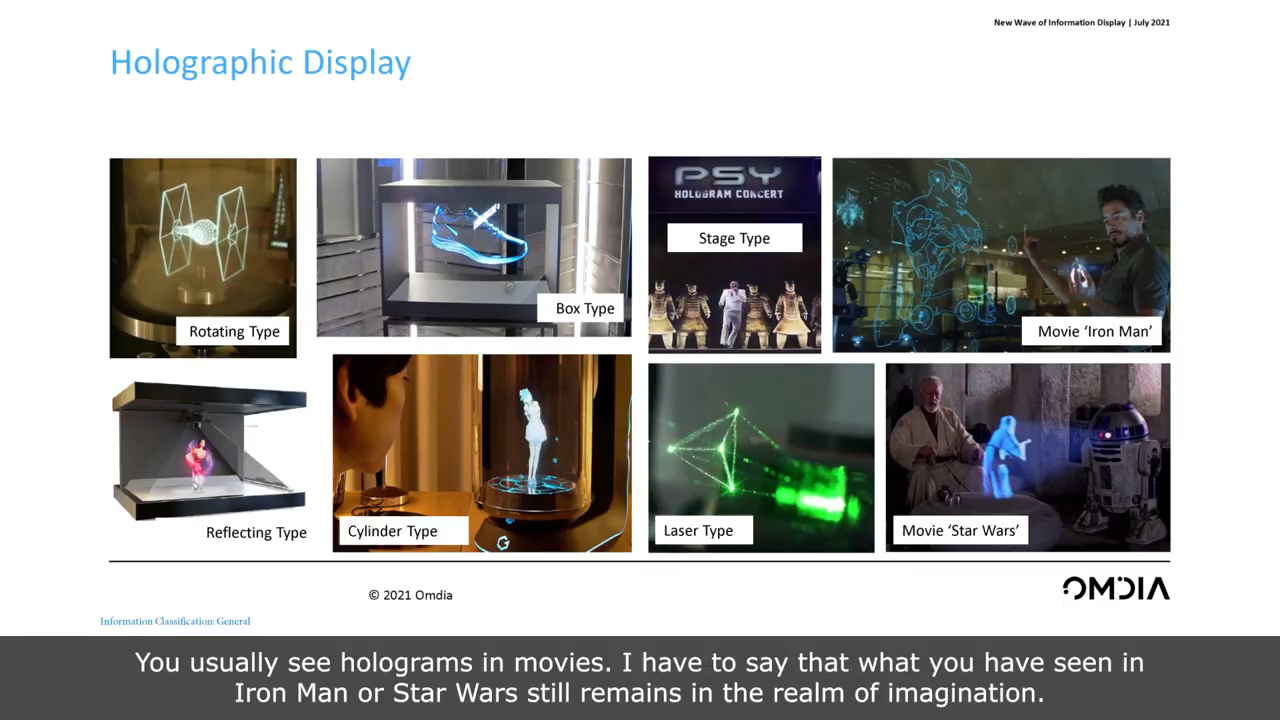 New Wave of Information Display | July 2021
Holographic Display
PSY
HOLOGRAM CONCERT
Stage Type
Rotating Type
Box Type
Movie ‘Iron Man’
Reflecting Type
Cylinder Type
Laser Type
Movie ‘Star Wars’
© 2021 Omdia
OMDIA
Information Classification: General
You usually see holograms in movies. I have to say that what you have seen in
Iron Man or Star Wars still remains in the realm of imagination.